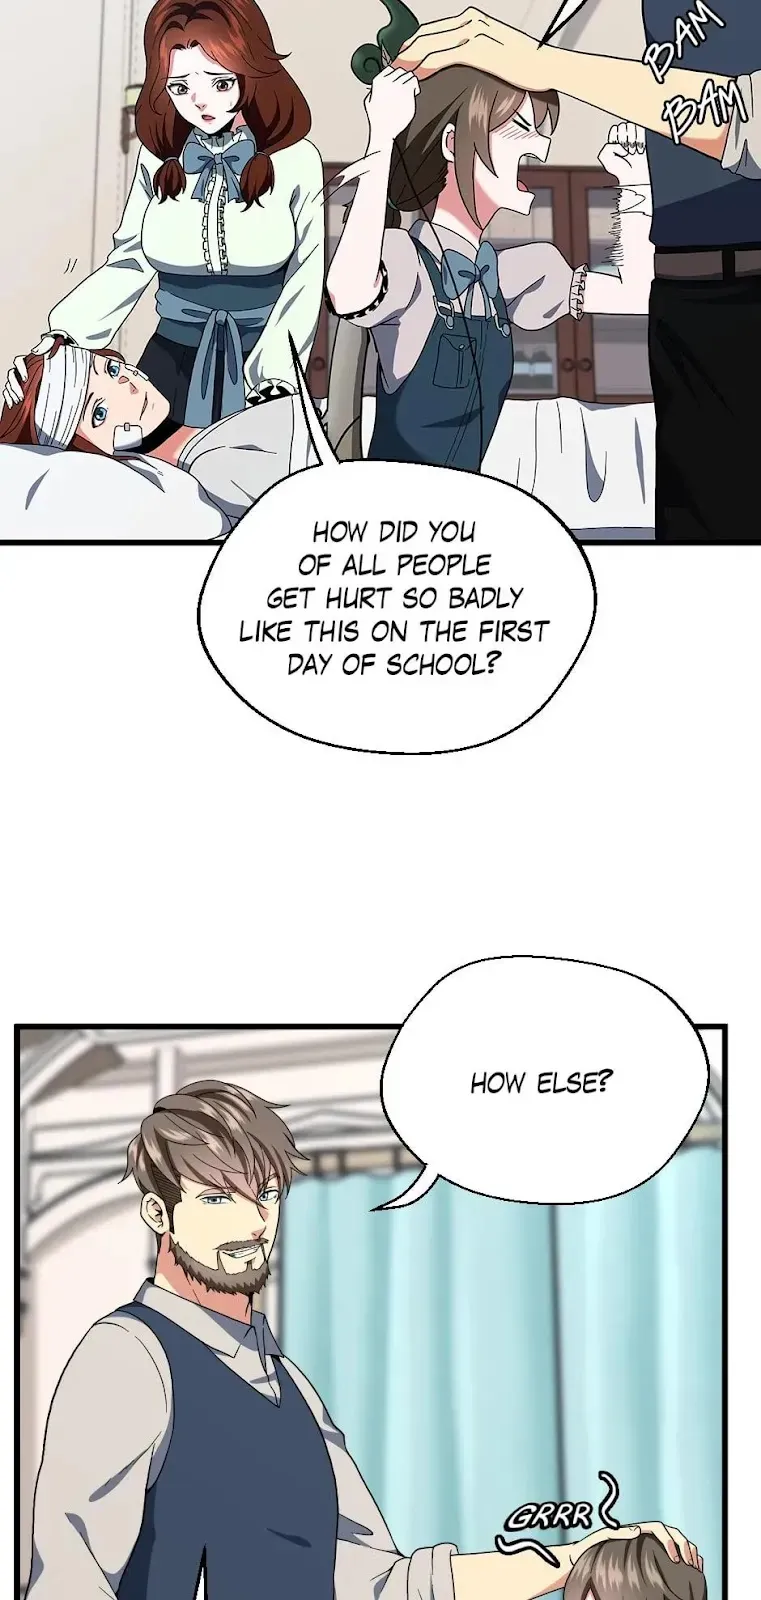 BAM
BAM
HOW DID YOU
OF ALL PEOPLE
GET HURT SO BADLY
LIKE THIS ON THE FIRST
DAY OF SCHOOL?
HOW ELSE?
GRRR